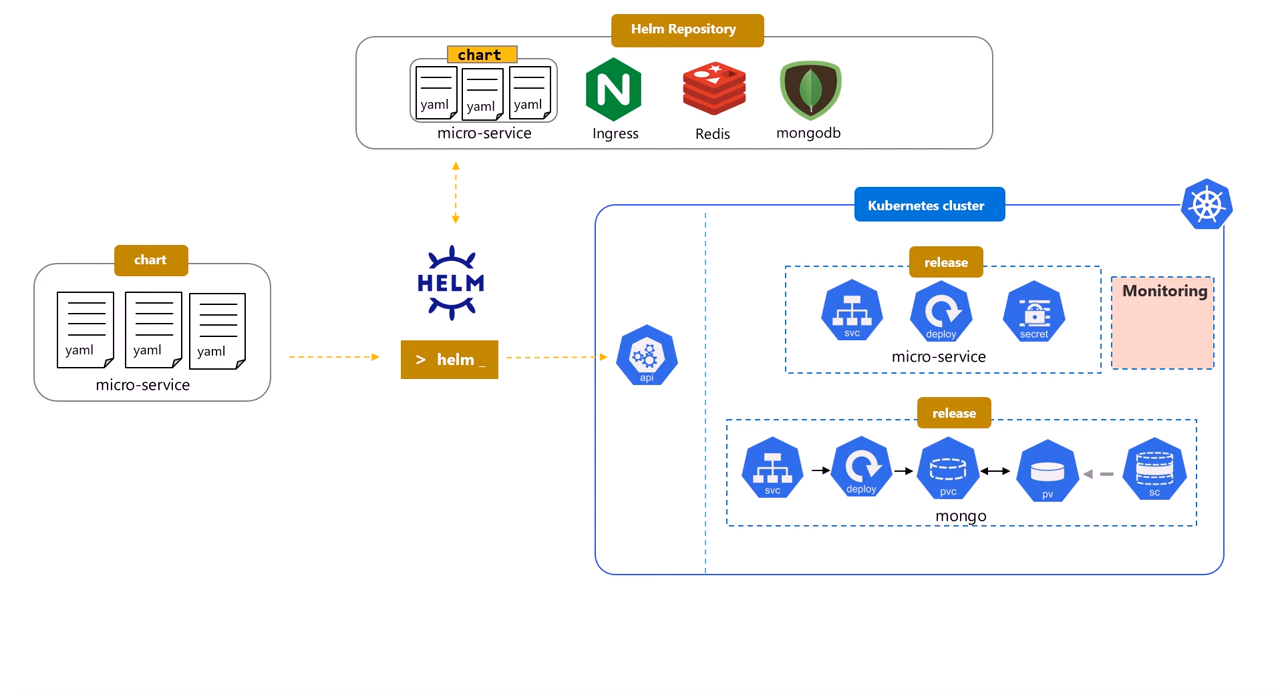 Helm Repository
chart
yaml yaml yaml
micro-service
Ingress
Redis
mongodb
Kubernetes cluster
chart
yaml yaml yaml
micro-service
HELM
> helm _
api
release
svc
deploy
secret
micro-service
Monitoring
release
svc
deploy
pvc
pv
sc
mongo